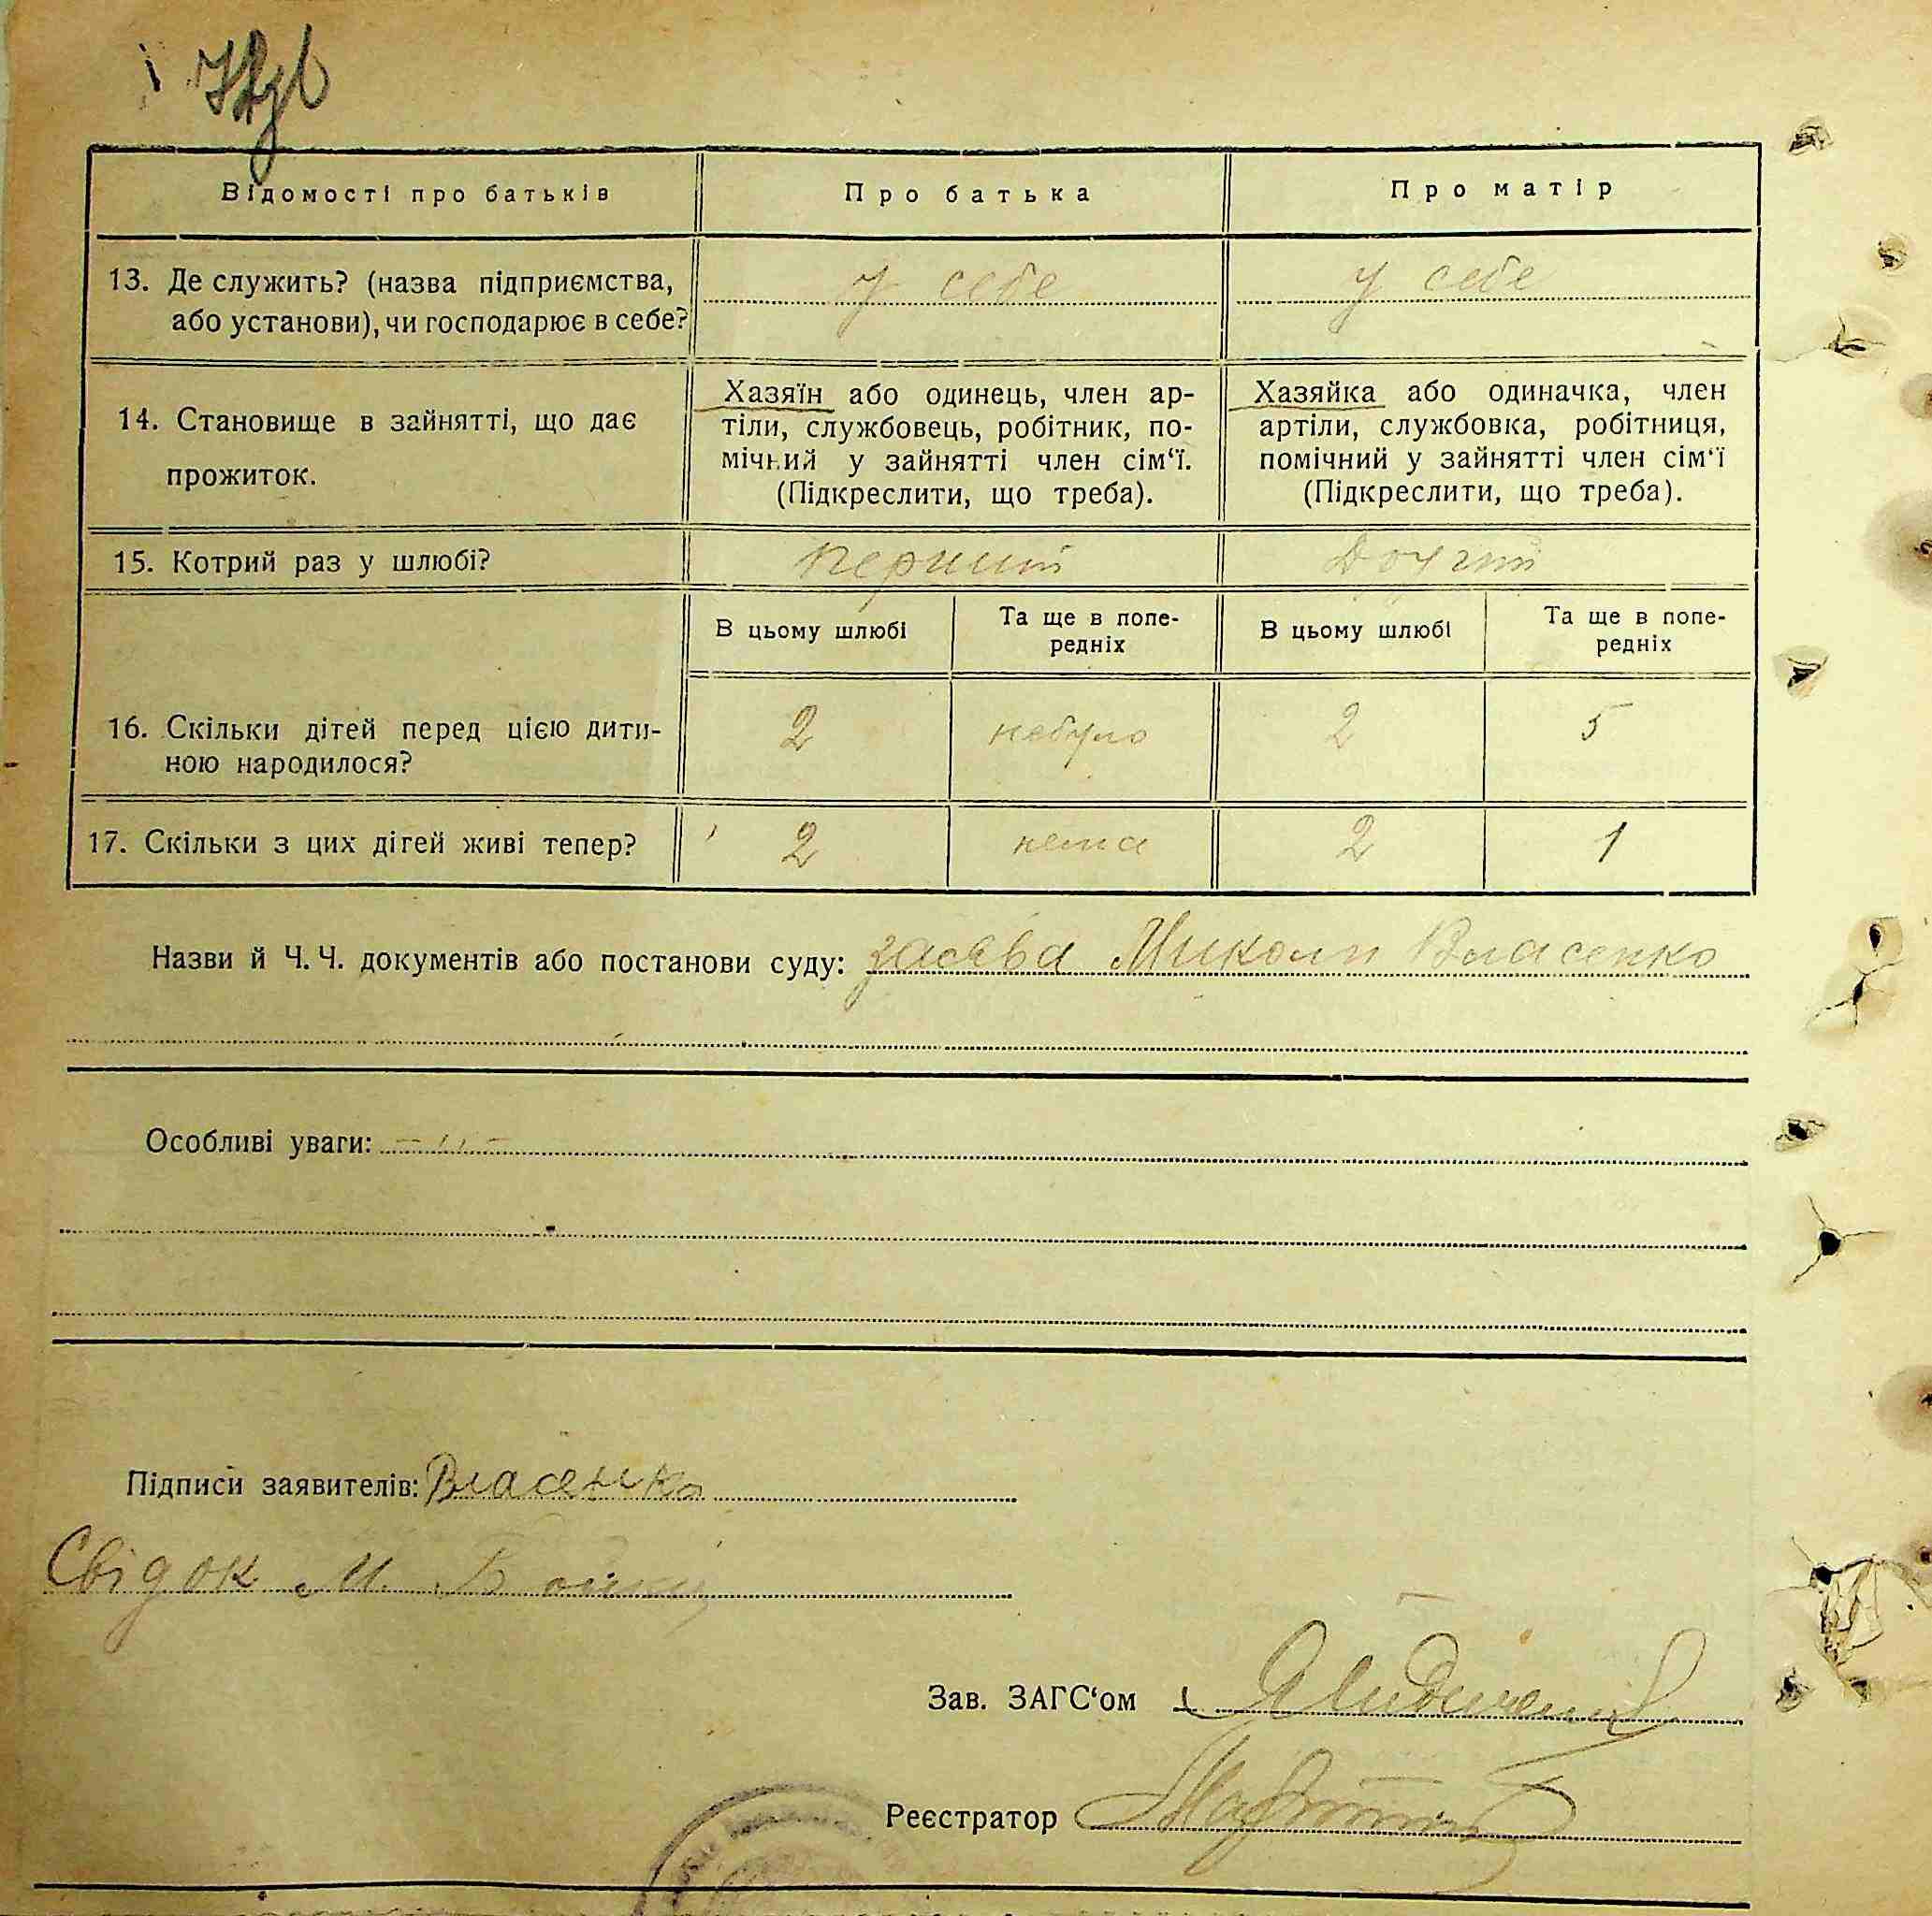 Відомості про батьків
Про батька
Про матір
13. Де служить? (назва підприємства,
або установи), чи господарює в себе?
у себе
у себе
14. Становище в зайнятті, що дає
прожиток.
Хазяїн або одинець, член ар-
тіли, службовець, робітник, по-
мічний у зайнятті член сім‘ї.
(Підкреслити, що треба).
Хазяйка або одиначка, член
артіли, службовка, робітниця,
помічний у зайнятті член сім‘ї
(Підкреслити, що треба).
15. Котрий раз у шлюбі?
перший
Другий
В цьому шлюбі
Та ще в попе-
редніх
В цьому шлюбі
Та ще в попе-
редніх
16. Скільки дітей перед цією дити-
ною народилося?
2
небуло
2
5
17. Скільки з цих дігей живі тепер?
2
нема
2
1
Назви й Ч. Ч. документів або постанови суду: заява Миколи Власенко
Особливі уваги: - " -
Підписи заявителів: Власенко
Свідок М.
Зав. ЗАГС‘ом
Реєстратор